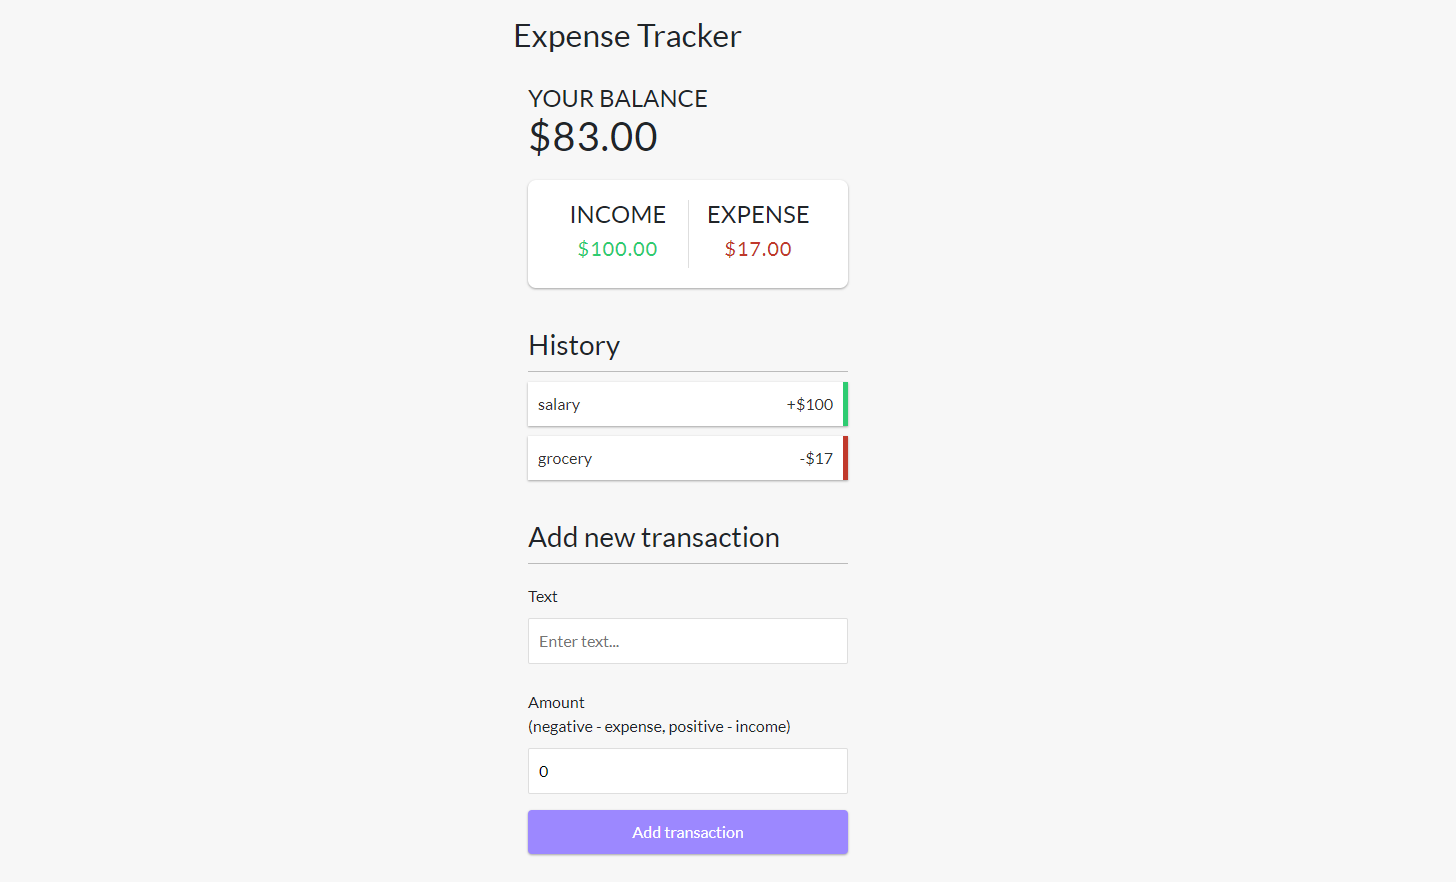 Expense Tracker
YOUR BALANCE
$83.00
INCOME
$100.00
EXPENSE
$17.00
History
salary +$100
grocery -$17
Add new transaction
Text
Enter text...
Amount
(negative - expense, positive - income)
0
Add transaction